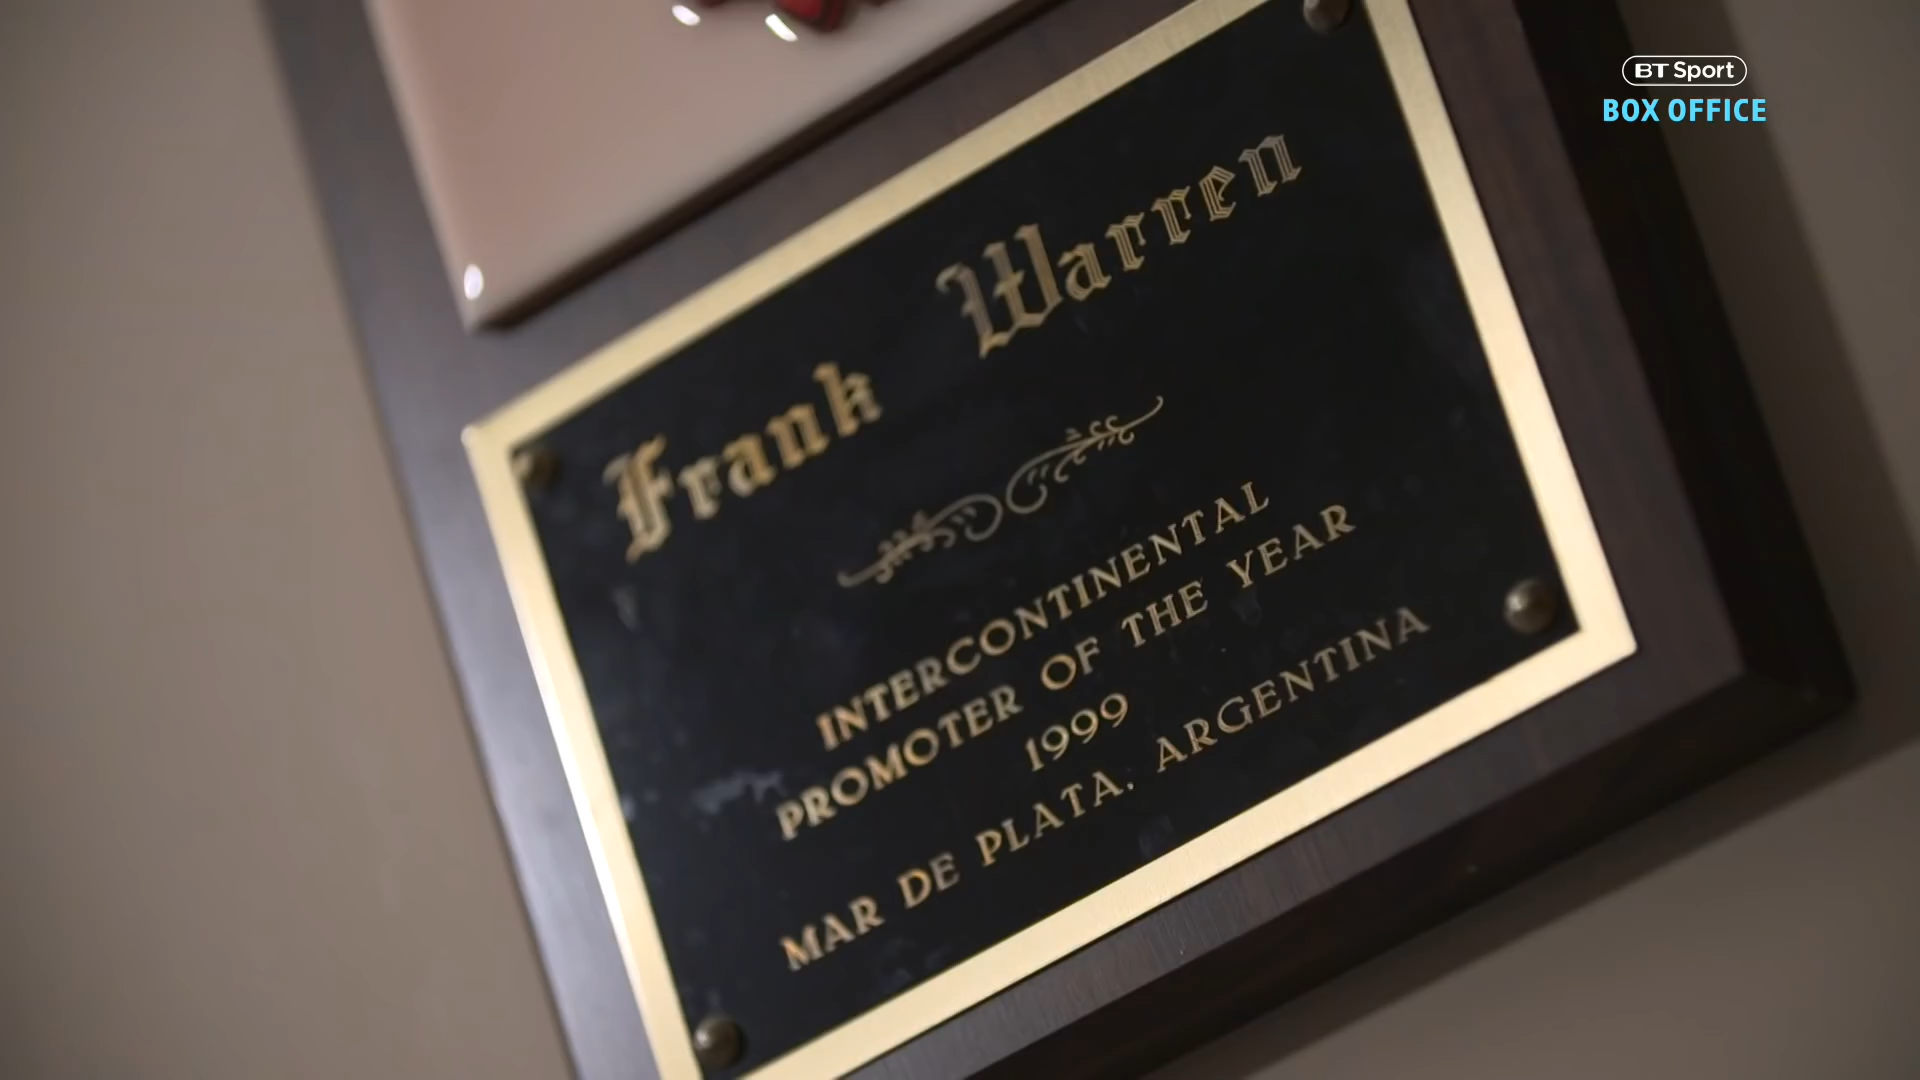 BT Sport
BOX OFFICE
Frank Warren
INTERCONTINENTAL
PROMOTER OF THE YEAR
1999
MAR DE PLATA, ARGENTINA